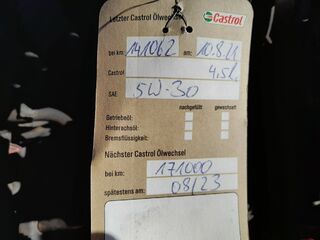 Letzter Castrol Ölwechsel
Castrol
bei km: 141062 am: 10.8.21
Castrol 4.5L
SAE 5W-30
nachgefüllt gewechselt
Getriebeöl:
Hinterachsöl:
Bremsflüssigkeit:
Nächster Castrol Ölwechsel
bei km: 171000
spätestens am: 08/23